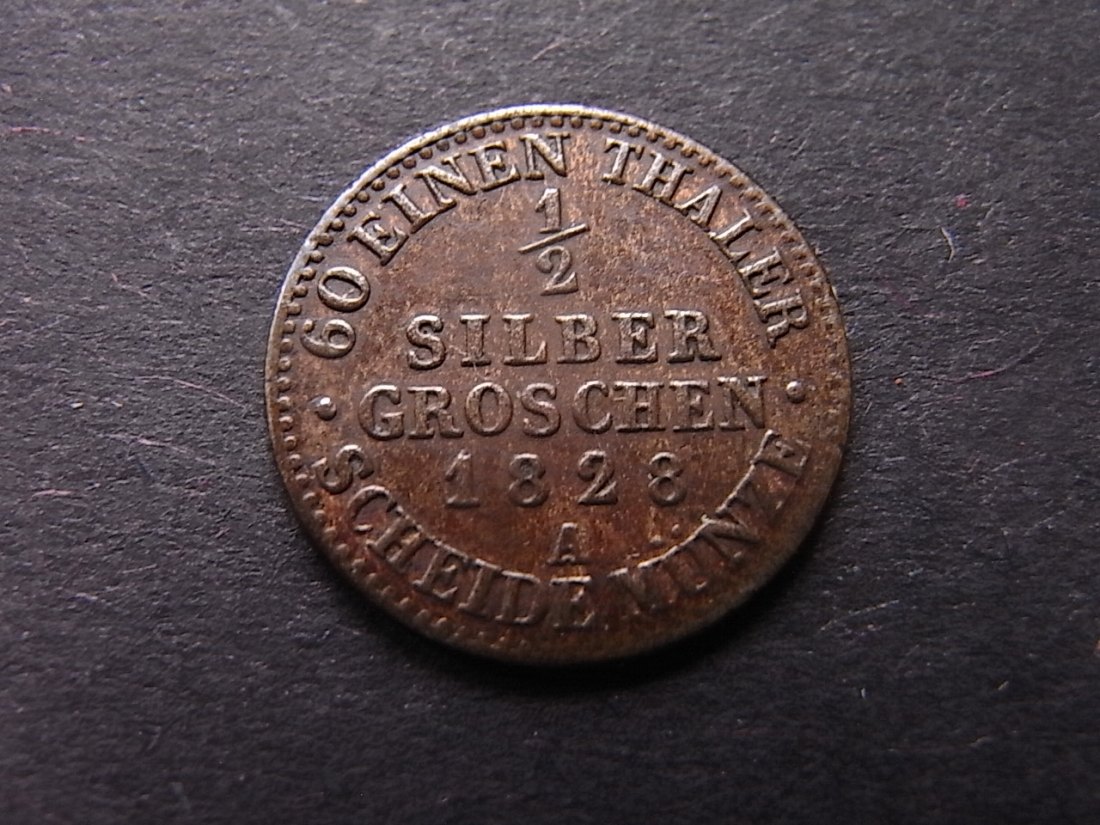 60 EINEN THALER
1/2
SILBER
GROSCHEN
1828
A
SCHEIDEMÜNZE